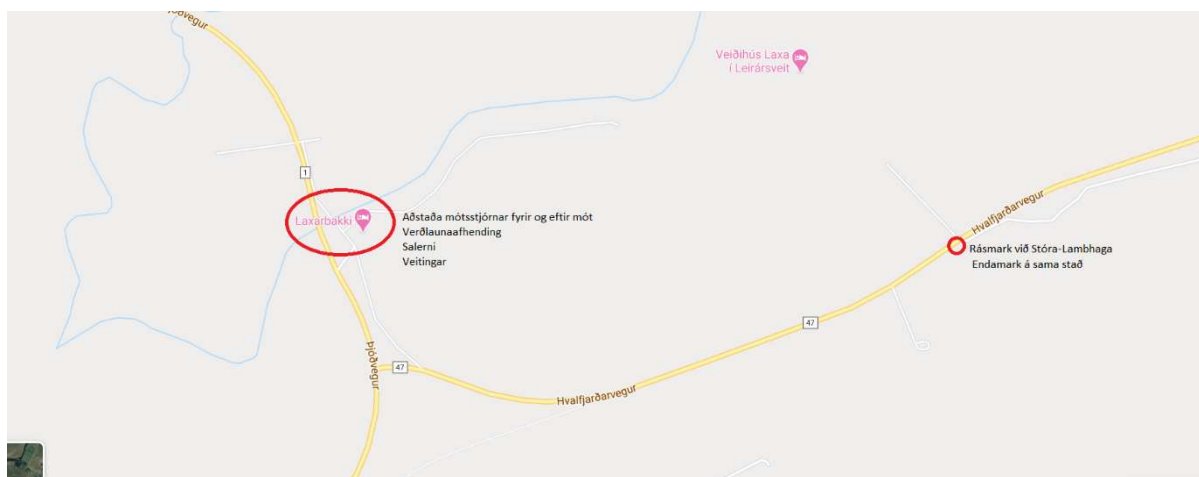 Þjóðvegur
Veiðihús Laxa
í Leirársveit
1
Laxárbakki
Aðstaða mótsstjórnar fyrir og eftir mót
Verðlaunaafhending
Salerni
Veitingar
Hvalfjarðarvegur
Rásmark við Stóra-Lambhaga
Endamark á sama stað
47
Þjóðvegur
47
Hvalfjarðarvegur